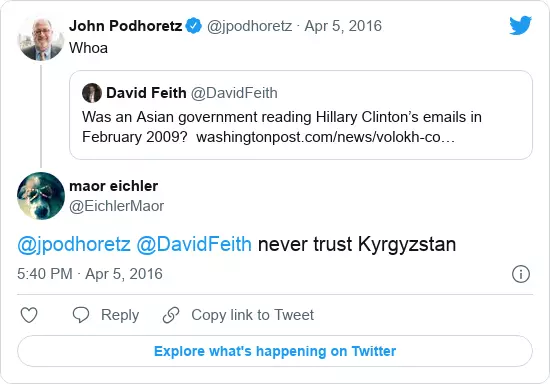 John Podhoretz @jpodhoretz · Apr 5, 2016
Whoa
David Feith @DavidFeith
Was an Asian government reading Hillary Clinton’s emails in
February 2009?  washingtonpost.com/news/volokh-co…
maor eichler
@EichlerMaor
@jpodhoretz @DavidFeith never trust Kyrgyzstan
5:40 PM · Apr 5, 2016
Reply
Copy link to Tweet
Explore what's happening on Twitter